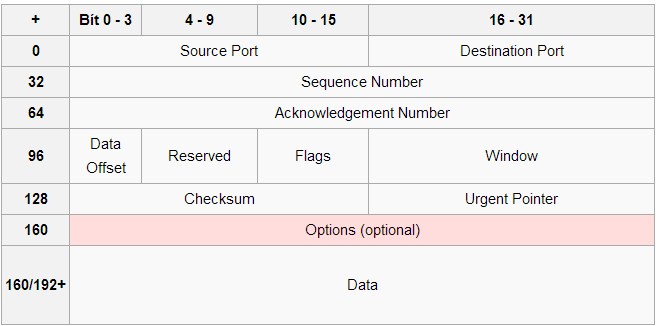 + Bit 0 - 3 4 - 9 10 - 15 16 - 31
0 Source Port Destination Port
32 Sequence Number
64 Acknowledgement Number
96 Data Offset Reserved Flags Window
128 Checksum Urgent Pointer
160 Options (optional)
160/192+ Data